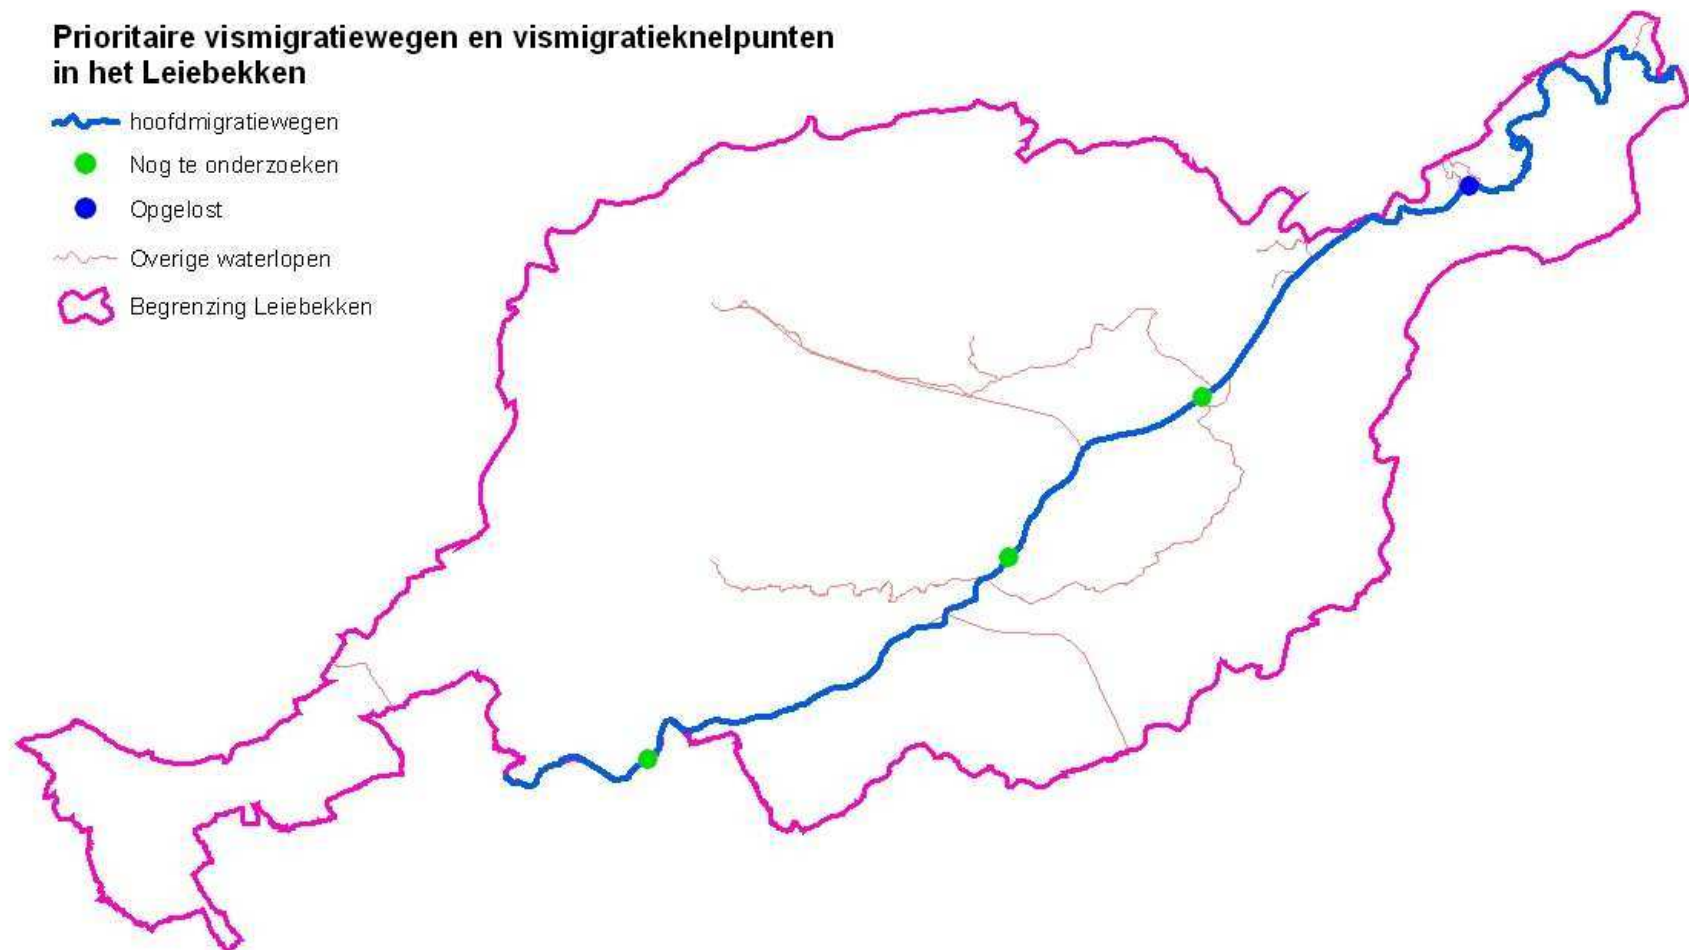 Prioritaire vismigratiewegen en vismigratieknelpunten
in het Leiebekken
hoofdmigratiewegen
Nog te onderzoeken
Opgelost
Overige waterlopen
Begrenzing Leiebekken